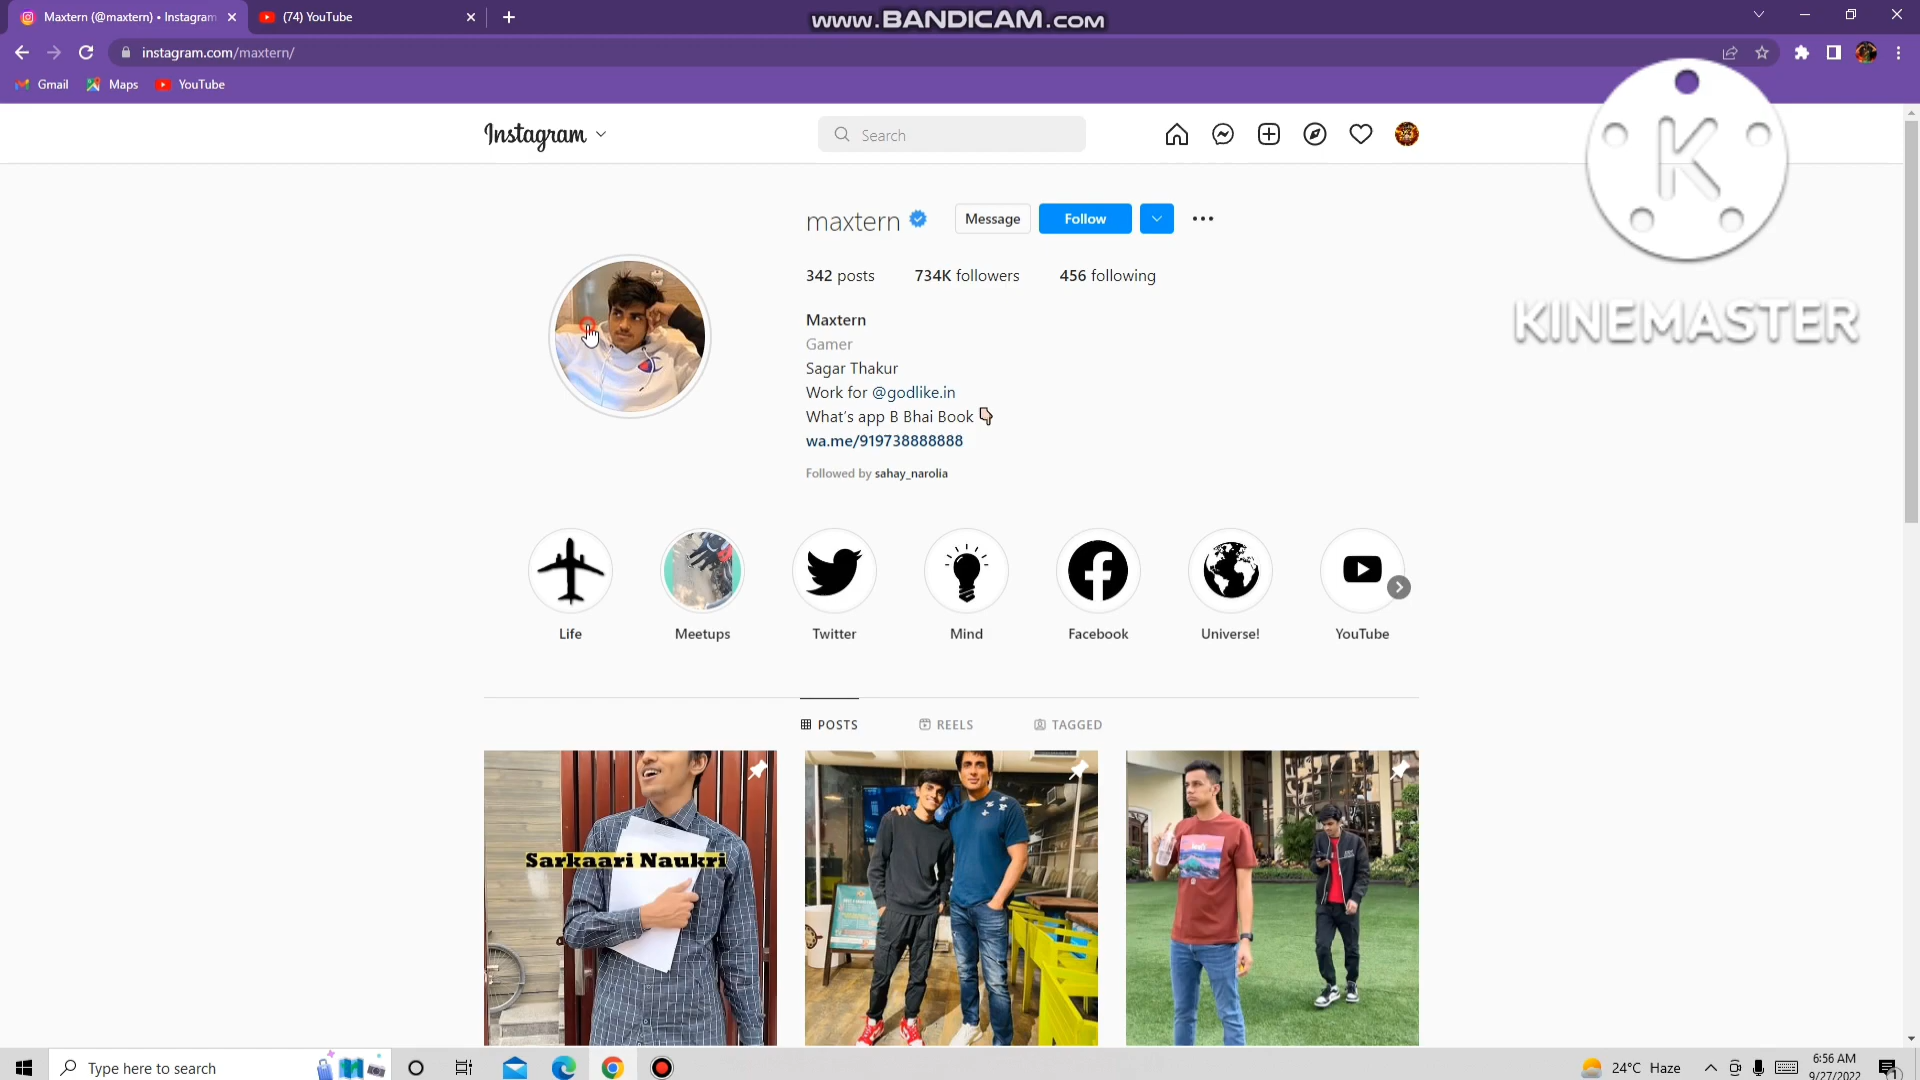 Maxtern (@maxtern) • Instagram
(74) YouTube
www.BANDICAM.com
instagram.com/maxtern/
Gmail
Maps
YouTube
Instagram
Search
K
KINEMASTER
maxtern
Message
Follow
342 posts
734K followers
456 following
Maxtern
Gamer
Sagar Thakur
Work for @godlike.in
What's app B Bhai Book
wa.me/919738888888
Followed by sahay_narolia
Life
Meetups
Twitter
Mind
Facebook
Universe!
YouTube
POSTS
REELS
TAGGED
Sarkaari Naukri
Type here to search
24°C Haze
6:56 AM
9/27/2022
1